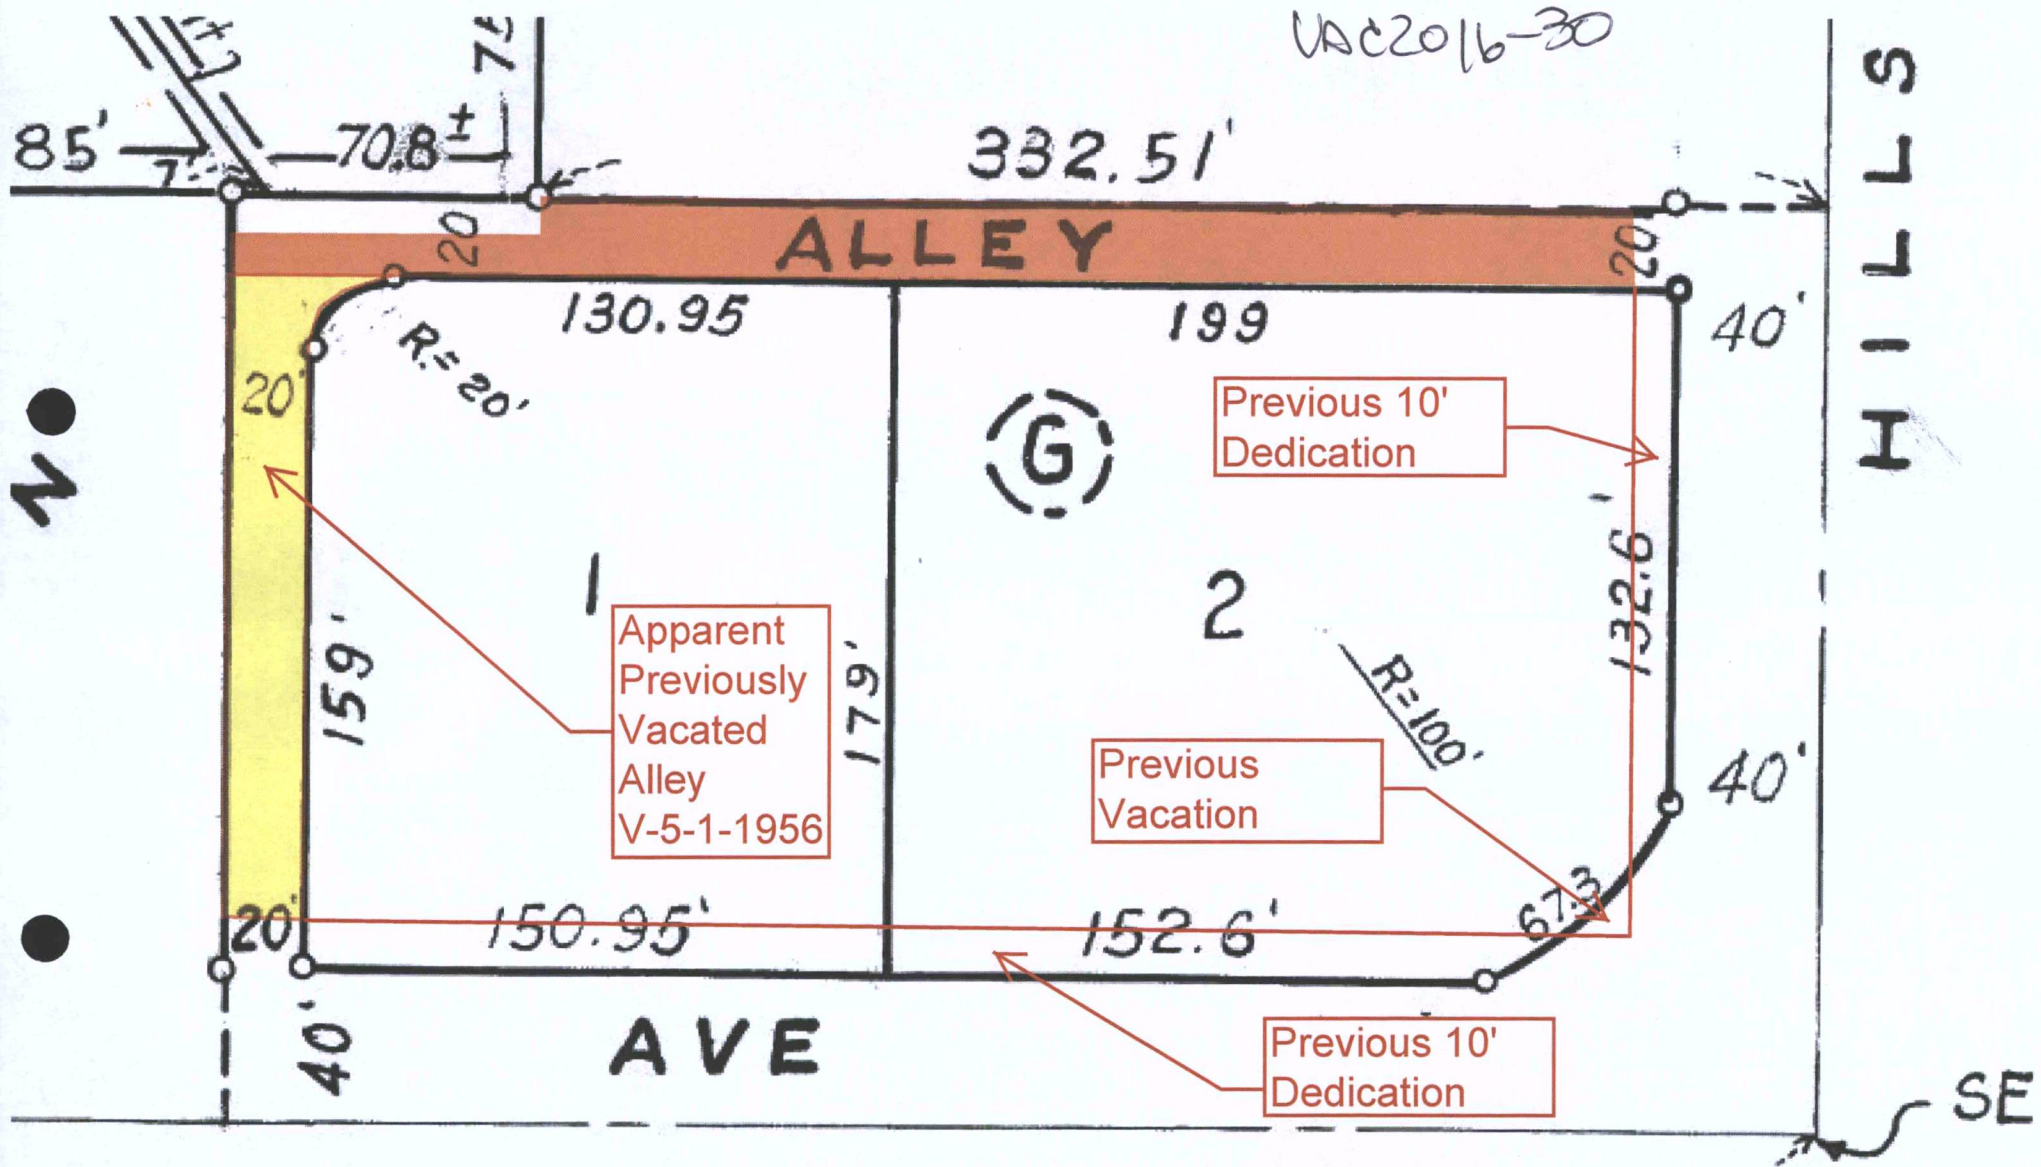 VAC2016-30
HILLS
85'
7'
70.8±
332.51'
20
ALLEY
20'
130.95
199
40'
R=20'
20'
G
Previous 10'
Dedication
N
159'
1
Apparent
Previously
Vacated
Alley
V-5-1-1956
179'
2
R=100'
132.6'
40'
Previous
Vacation
67.3
20'
150.95'
152.6'
40'
AVE
Previous 10'
Dedication
SE